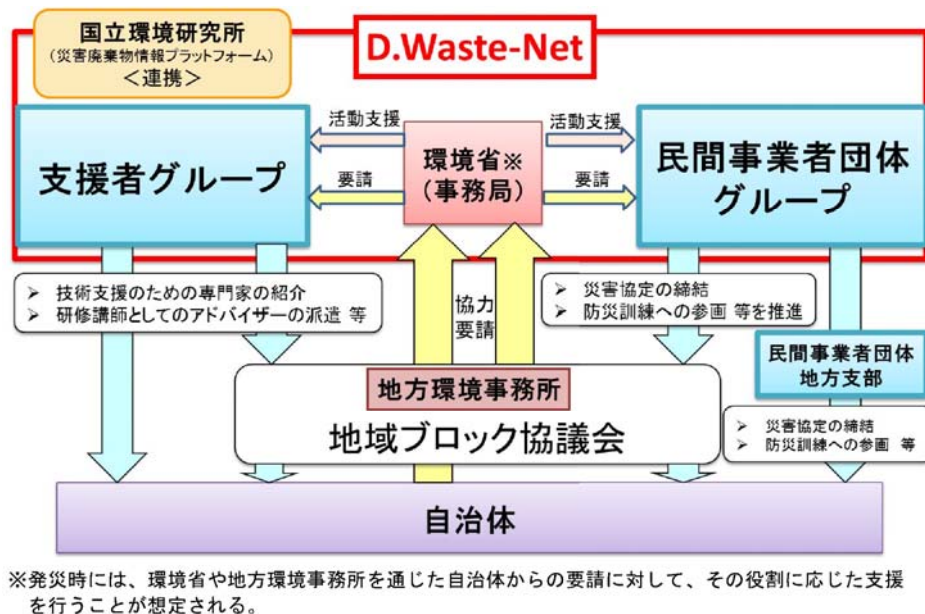 国立環境研究所
（災害廃棄物情報プラットフォーム）
＜連携＞
D.Waste-Net
支援者グループ
活動支援
要請
環境省※
（事務局）
活動支援
要請
民間事業者団体
グループ
➢ 技術支援のための専門家の紹介
➢ 研修講師としてのアドバイザーの派遣 等
協力
要請
➢ 災害協定の締結
➢ 防災訓練への参画 等を推進
民間事業者団体
地方支部
➢ 災害協定の締結
➢ 防災訓練への参画 等
地方環境事務所
地域ブロック協議会
自治体
※発災時には、環境省や地方環境事務所を通じた自治体からの要請に対して、その役割に応じた支援
を行うことが想定される。